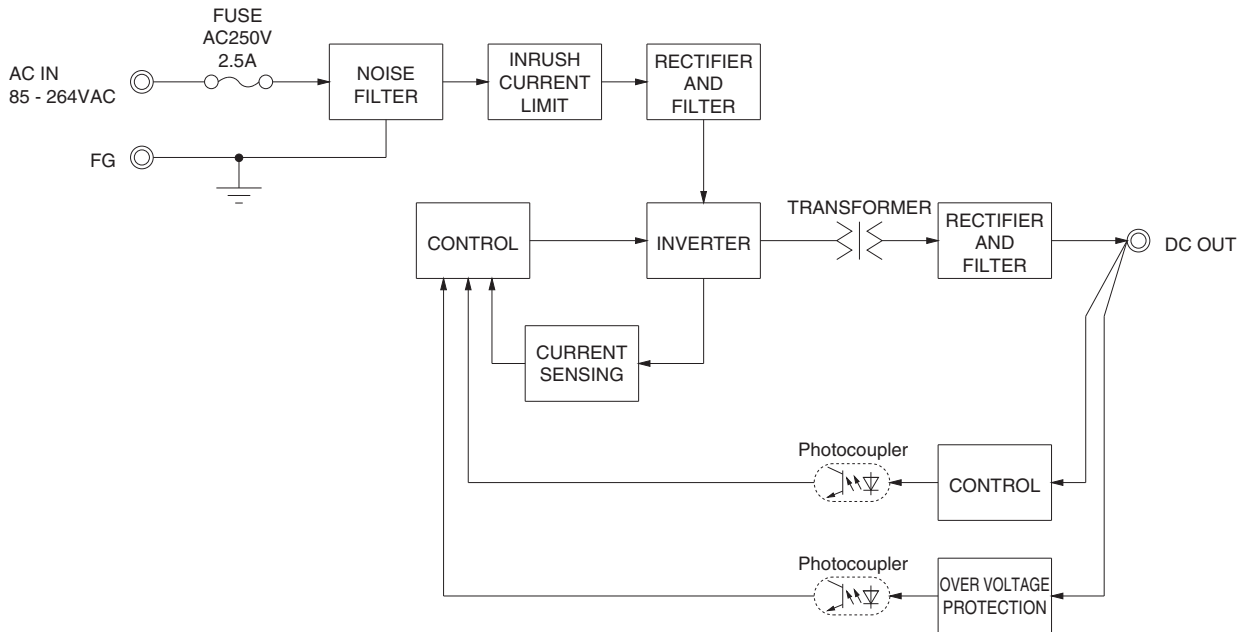 FUSE
AC250V
2.5A
AC IN
85 - 264VAC
NOISE
FILTER
INRUSH
CURRENT
LIMIT
RECTIFIER
AND
FILTER
FG
CONTROL
INVERTER
TRANSFORMER
RECTIFIER
AND
FILTER
DC OUT
CURRENT
SENSING
Photocoupler
CONTROL
Photocoupler
OVER VOLTAGE
PROTECTION